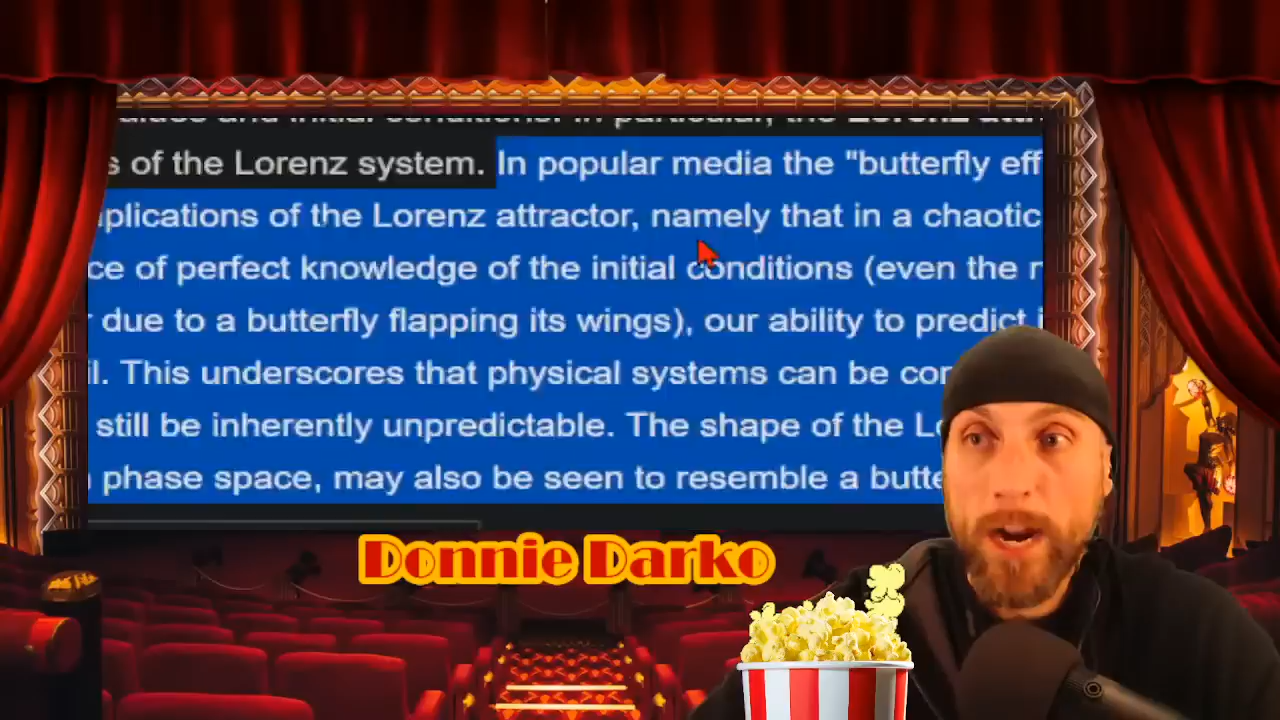 s of the Lorenz system. In popular media the "butterfly eff
plications of the Lorenz attractor, namely that in a chaotic
ce of perfect knowledge of the initial conditions (even the
due to a butterfly flapping its wings), our ability to predict
l. This underscores that physical systems can be co
still be inherently unpredictable. The shape of the L
phase space, may also be seen to resemble a butte
Donnie Darko